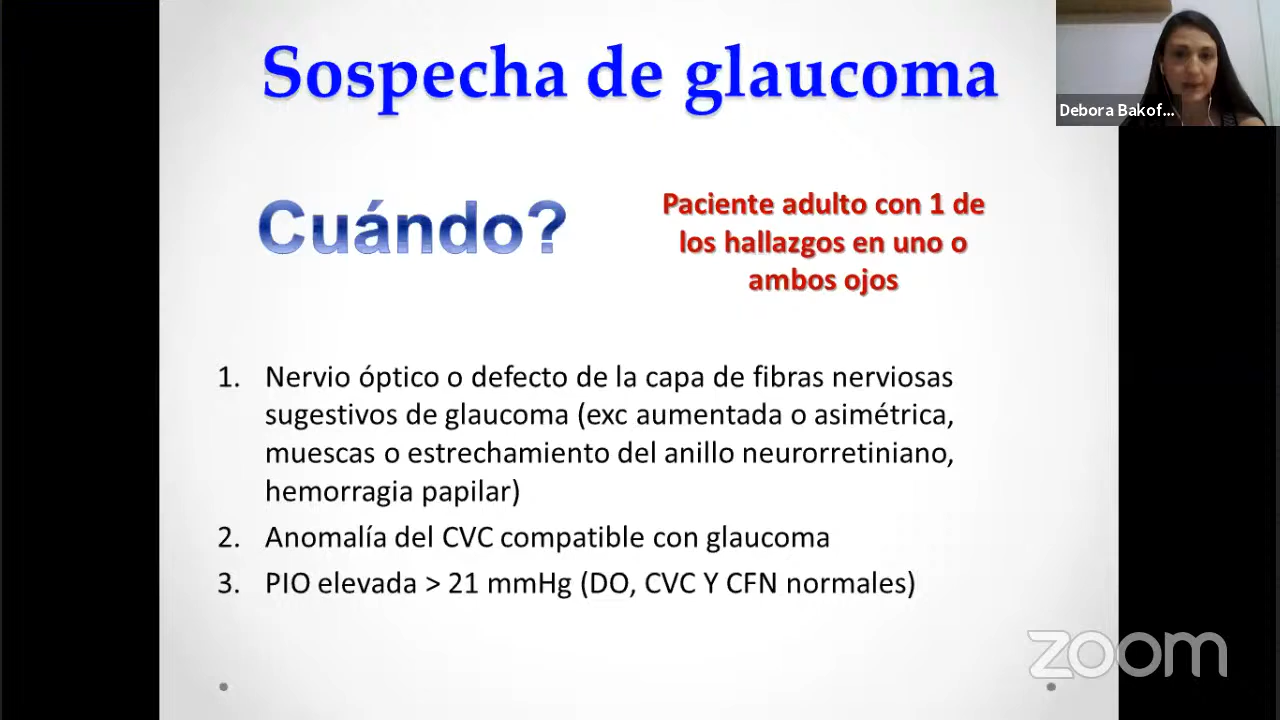 Sospecha de glaucoma
Debora Bakof...
Cuándo?
Paciente adulto con 1 de
los hallazgos en uno o
ambos ojos
1. Nervio óptico o defecto de la capa de fibras nerviosas
sugestivos de glaucoma (exc aumentada o asimétrica,
muescas o estrechamiento del anillo neurorretiniano,
hemorragia papilar)
2. Anomalía del CVC compatible con glaucoma
3. PIO elevada > 21 mmHg (DO, CVC Y CFN normales)
zoom